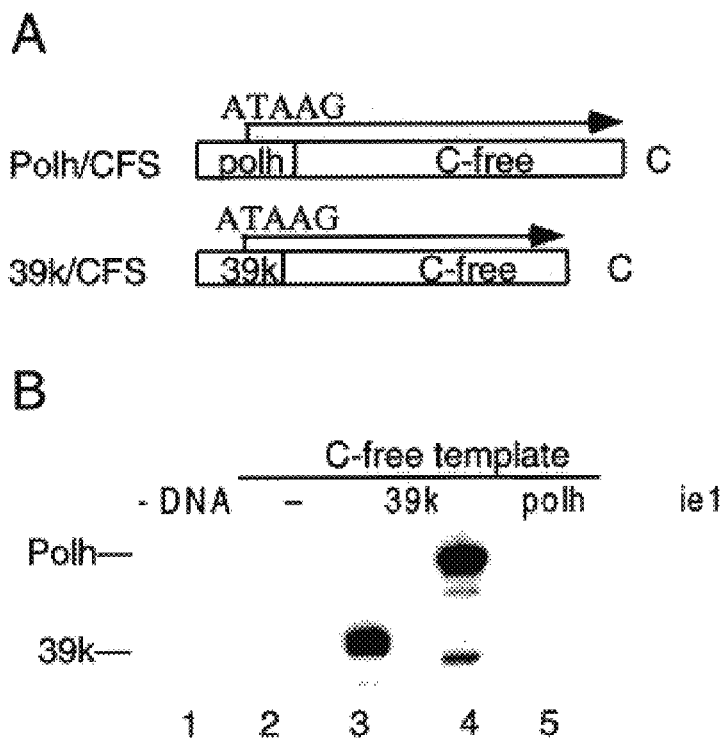 A
ATAAG
Polh/CFS polh C-free C
ATAAG
39k/CFS 39k C-free C
B
C-free template
- DNA – 39k polh ie1
Polh—
39k—
1 2 3 4 5